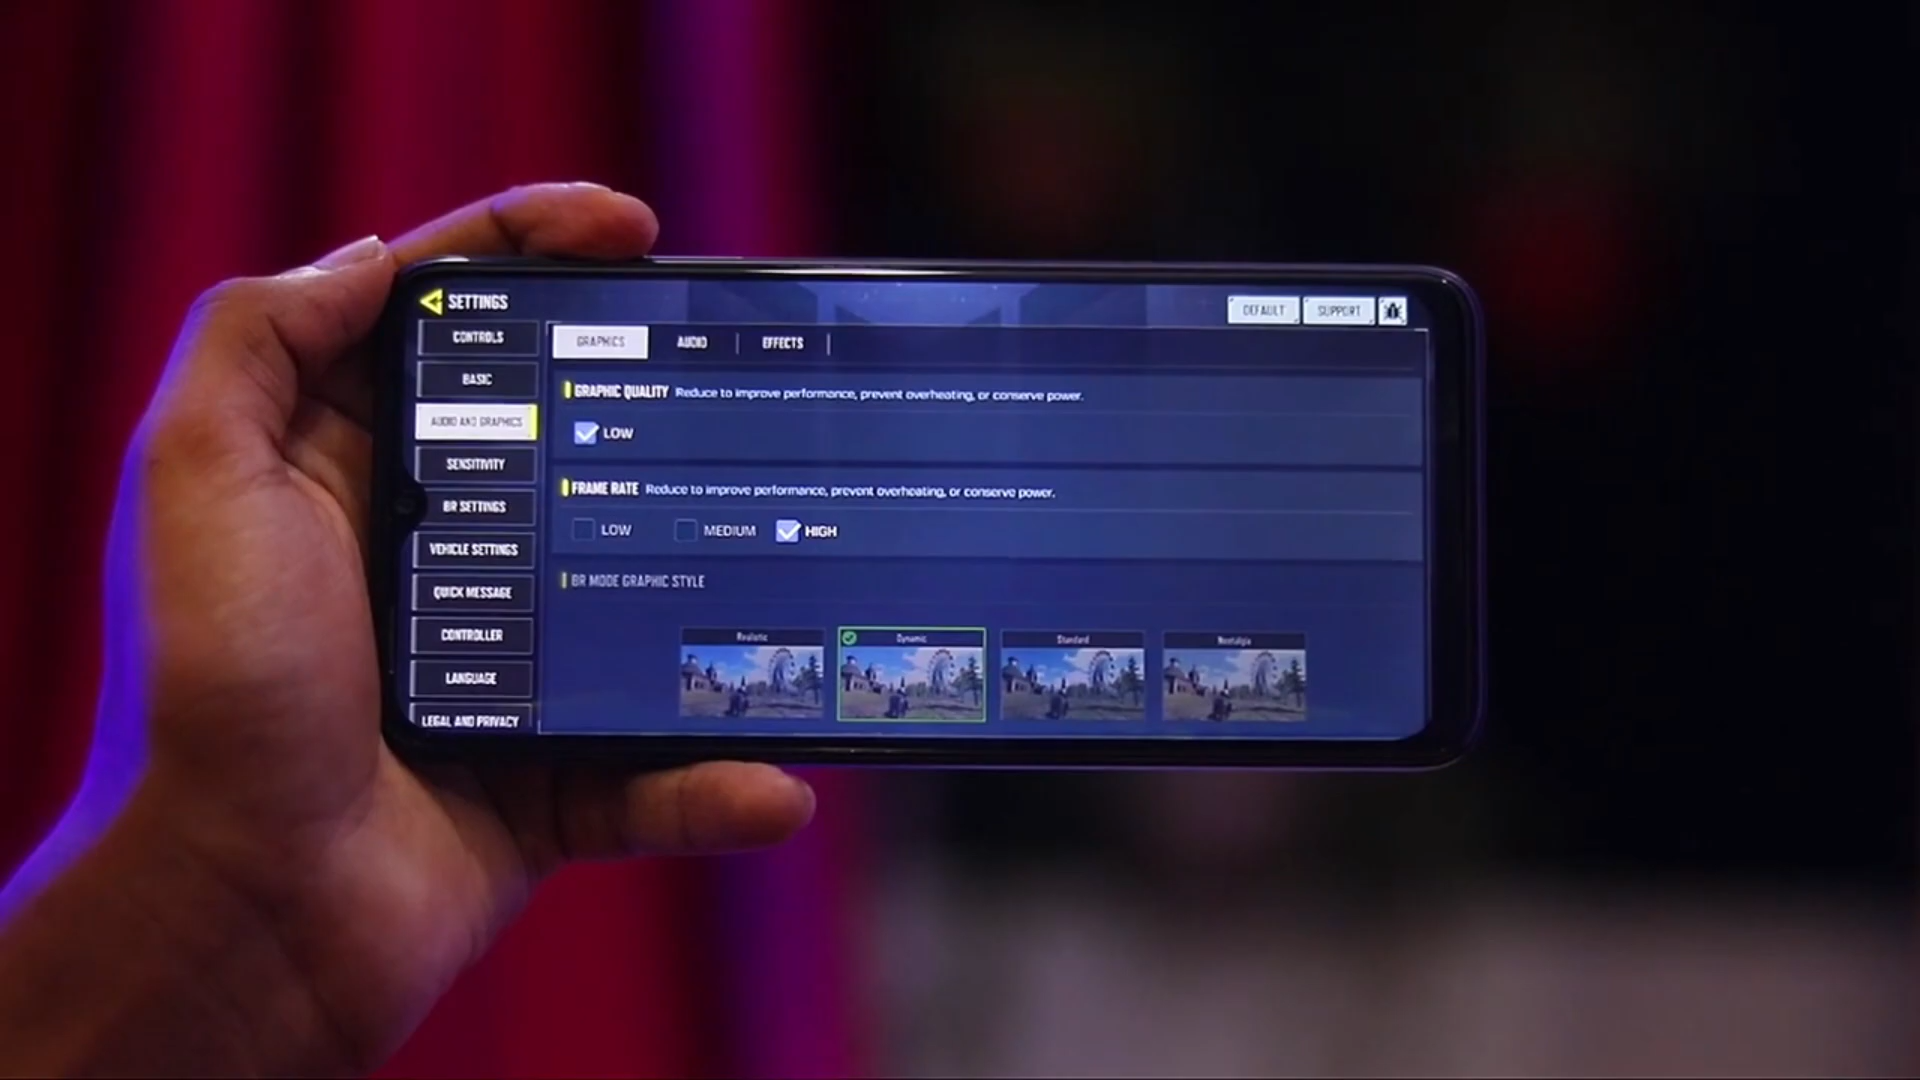 SETTINGS
DEFAULT
SUPPORT
CONTROLS
BASIC
AUDIO AND GRAPHICS
SENSITIVITY
BR SETTINGS
VEHICLE SETTINGS
QUICK MESSAGE
CONTROLLER
LANGUAGE
LEGAL AND PRIVACY
GRAPHICS
AUDIO
EFFECTS
GRAPHIC QUALITY Reduce to improve performance, prevent overheating, or conserve power.
LOW
FRAME RATE Reduce to improve performance, prevent overheating, or conserve power.
LOW MEDIUM HIGH
BR MODE GRAPHIC STYLE
Realistic Dynamic Standard Nostalgia